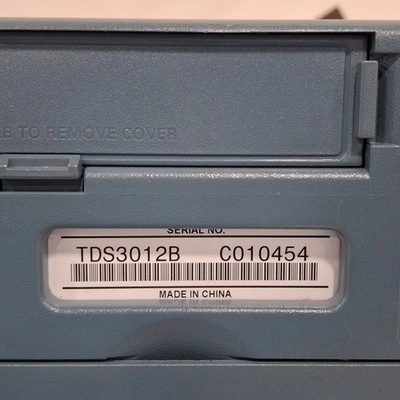 B TO REMOVE COVER
SERIAL NO.
TDS3012B C010454
MADE IN CHINA